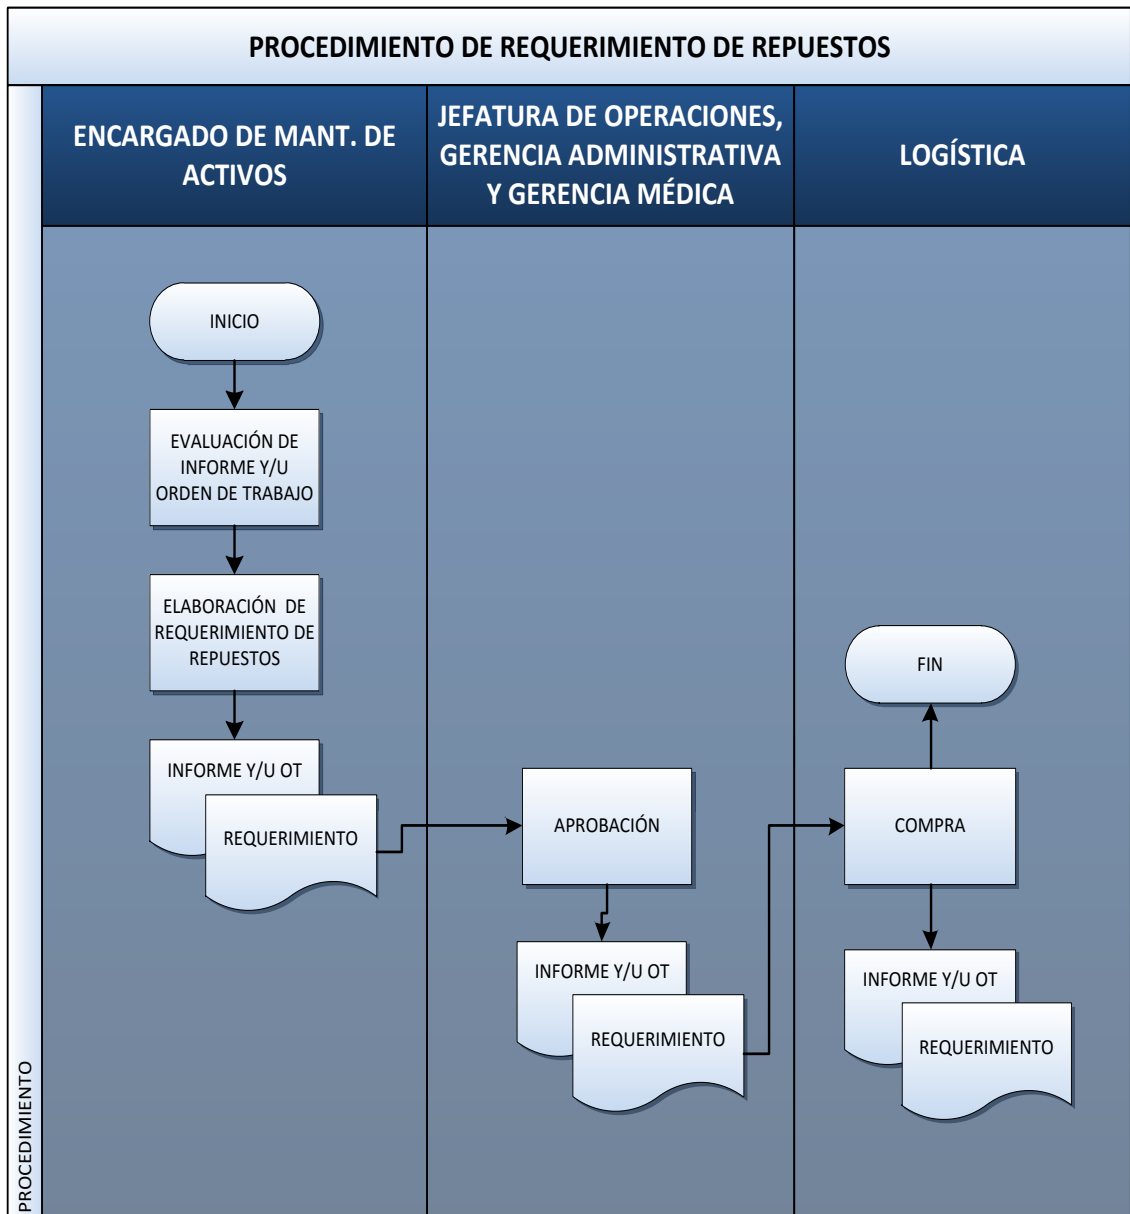 PROCEDIMIENTO DE REQUERIMIENTO DE REPUESTOS
ENCARGADO DE MANT. DE
ACTIVOS
JEFATURA DE OPERACIONES,
GERENCIA ADMINISTRATIVA
Y GERENCIA MÉDICA
LOGÍSTICA
INICIO
EVALUACIÓN DE
INFORME Y/U
ORDEN DE TRABAJO
ELABORACIÓN DE
REQUERIMIENTO DE
REPUESTOS
INFORME Y/U OT
REQUERIMIENTO
APROBACIÓN
INFORME Y/U OT
REQUERIMIENTO
FIN
COMPRA
INFORME Y/U OT
REQUERIMIENTO
PROCEDIMIENTO